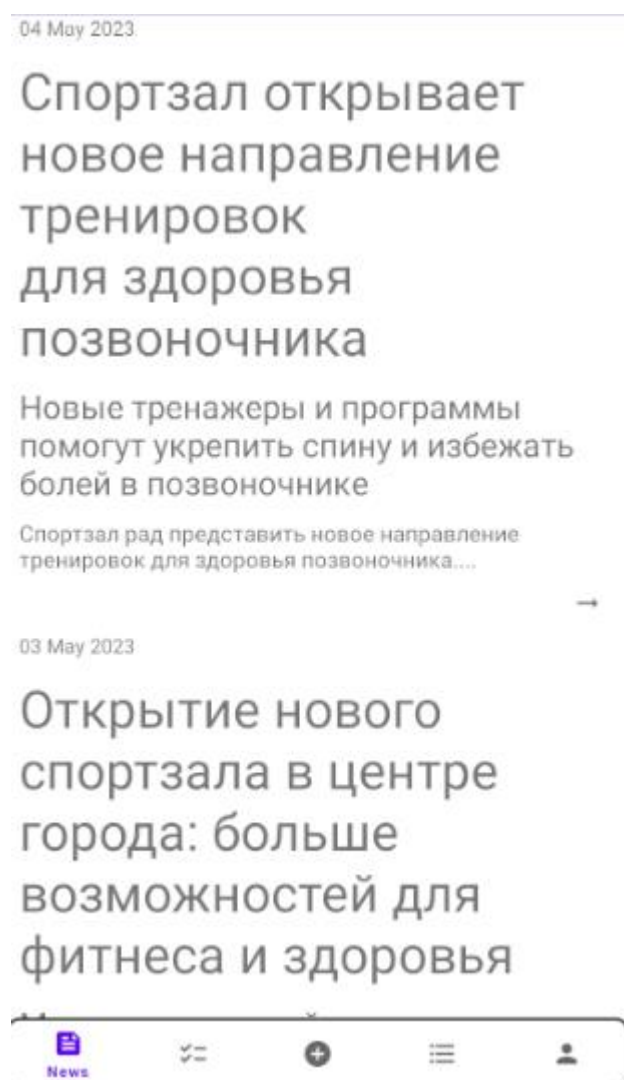 04 May 2023
Спортзал открывает
новое направление
тренировок
для здоровья
позвоночника
Новые тренажеры и программы
помогут укрепить спину и избежать
болей в позвоночнике
Спортзал рад представить новое направление
тренировок для здоровья позвоночника....
→
03 May 2023
Открытие нового
спортзала в центре
города: больше
возможностей для
фитнеса и здоровья
News